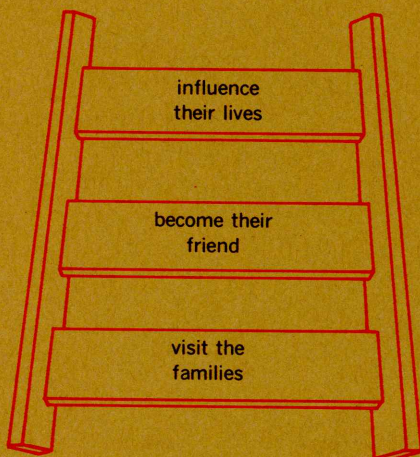 influence
their lives
become their
friend
visit the
families